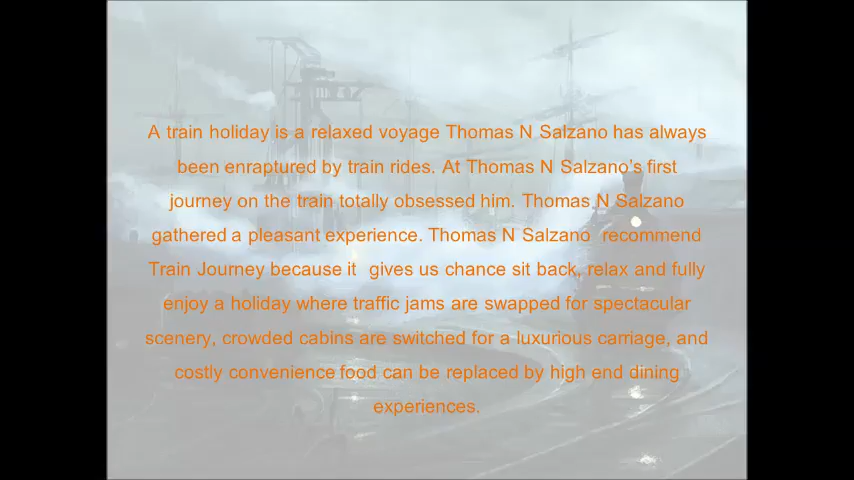 A train holiday is a relaxed voyage Thomas N Salzano has always
been enraptured by train rides. At Thomas N Salzano's first
journey on the train totally obsessed him. Thomas N Salzano
gathered a pleasant experience. Thomas N Salzano recommend
Train Journey because it gives us chance sit back, relax and fully
enjoy a holiday where traffic jams are swapped for spectacular
scenery, crowded cabins are switched for a luxurious carriage, and
costly convenience food can be replaced by high end dining
experiences.